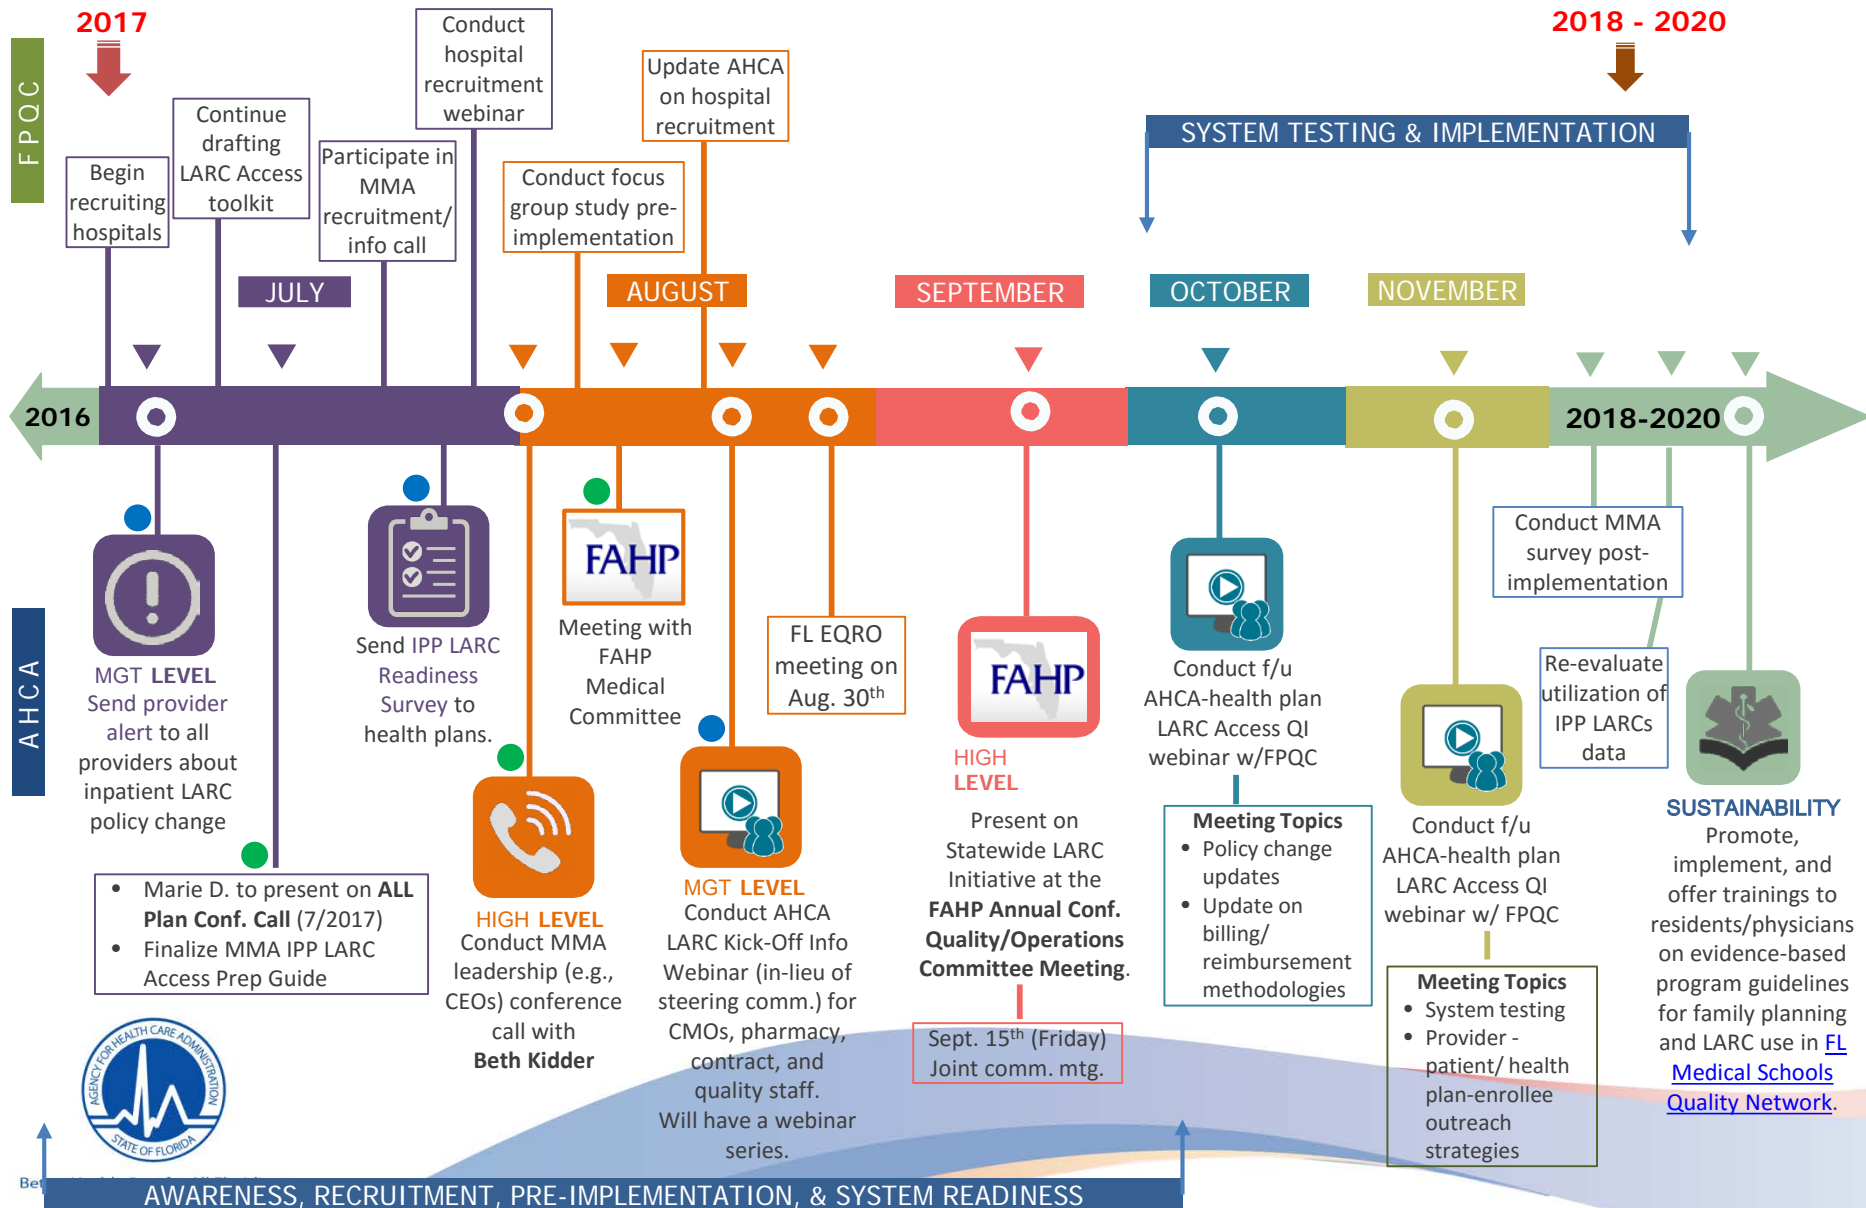 2017
2018 - 2020
FPQC
Begin
recruiting
hospitals
Continue
drafting
LARC Access
toolkit
Participate in
MMA
recruitment/
info call
Conduct
hospital
recruitment
webinar
Conduct focus
group study pre-
implementation
Update AHCA
on hospital
recruitment
SYSTEM TESTING & IMPLEMENTATION
JULY
AUGUST
SEPTEMBER
OCTOBER
NOVEMBER
2016
2018-2020
AHCA
MGT LEVEL
Send provider
alert to all
providers about
inpatient LARC
policy change
• Marie D. to present on ALL
Plan Conf. Call (7/2017)
• Finalize MMA IPP LARC
Access Prep Guide
Send IPP LARC
Readiness
Survey to
health plans.
HIGH LEVEL
Conduct MMA
leadership (e.g.,
CEOs) conference
call with
Beth Kidder
FAHP
Meeting with
FAHP
Medical
Committee
MGT LEVEL
Conduct AHCA
LARC Kick-Off Info
Webinar (in-lieu of
steering comm.) for
CMOs, pharmacy,
contract, and
quality staff.
Will have a webinar
series.
FL EQRO
meeting on
Aug. 30th
FAHP
HIGH
LEVEL
Present on
Statewide LARC
Initiative at the
FAHP Annual Conf.
Quality/Operations
Committee Meeting.
Sept. 15th (Friday)
Joint comm. mtg.
Conduct f/u
AHCA-health plan
LARC Access QI
webinar w/FPQC
Meeting Topics
• Policy change
updates
• Update on
billing/
reimbursement
methodologies
Conduct f/u
AHCA-health plan
LARC Access QI
webinar w/ FPQC
Meeting Topics
• System testing
• Provider -
patient/ health
plan-enrollee
outreach
strategies
Conduct MMA
survey post-
implementation
Re-evaluate
utilization of
IPP LARCs
data
SUSTAINABILITY
Promote,
implement, and
offer trainings to
residents/physicians
on evidence-based
program guidelines
for family planning
and LARC use in FL
Medical Schools
Quality Network.
AGENCY FOR HEALTH CARE ADMINISTRATION
STATE OF FLORIDA
AWARENESS, RECRUITMENT, PRE-IMPLEMENTATION, & SYSTEM READINESS